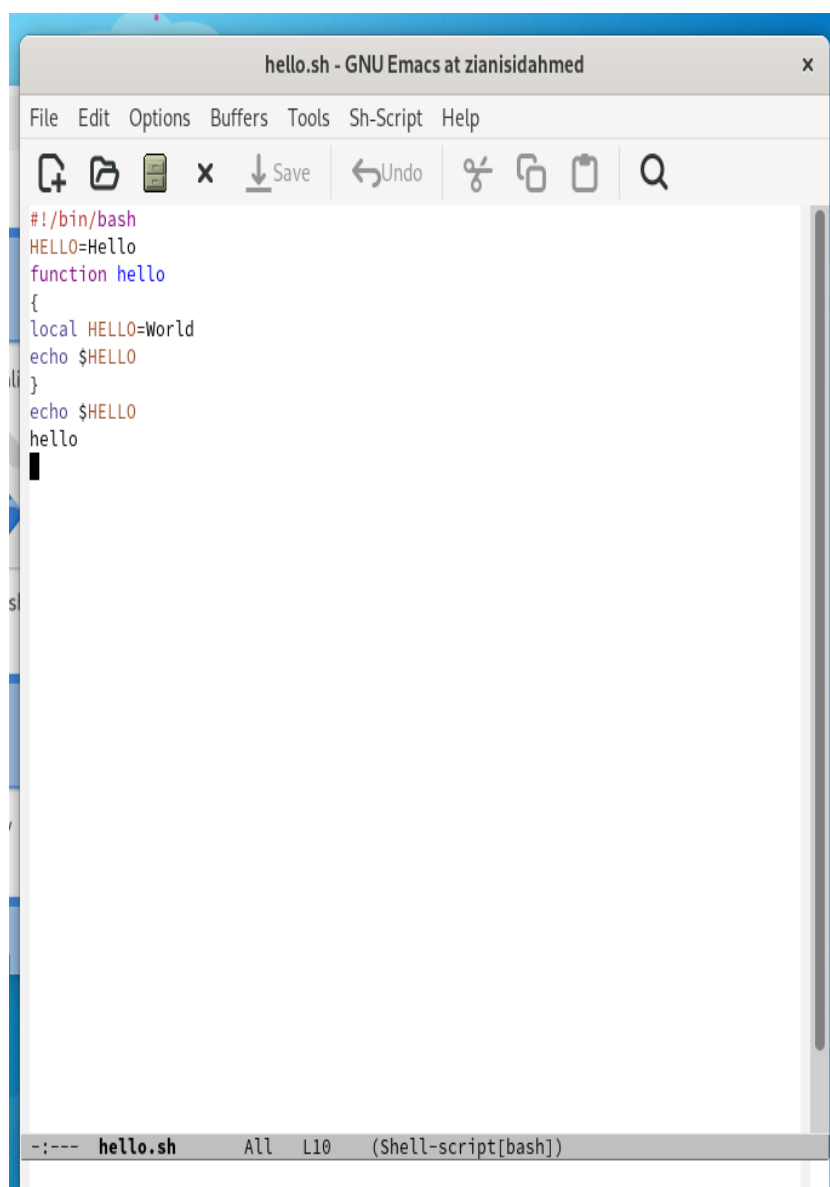 hello.sh - GNU Emacs at zianisidahmed x
File Edit Options Buffers Tools Sh-Script Help
Save Undo
#!/bin/bash
HELLO=Hello
function hello
{
local HELLO=World
echo $HELLO
}
echo $HELLO
hello
-:--- hello.sh All L10 (Shell-script[bash])